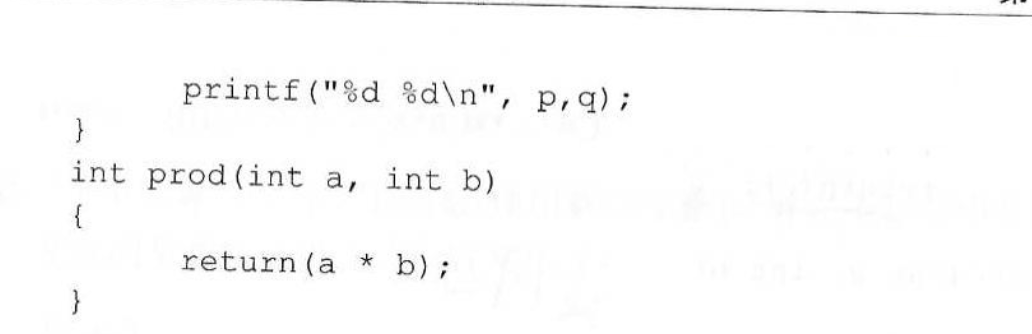 printf("%d %d\n", p,q);
}
int prod(int a, int b)
{
return(a * b);
}